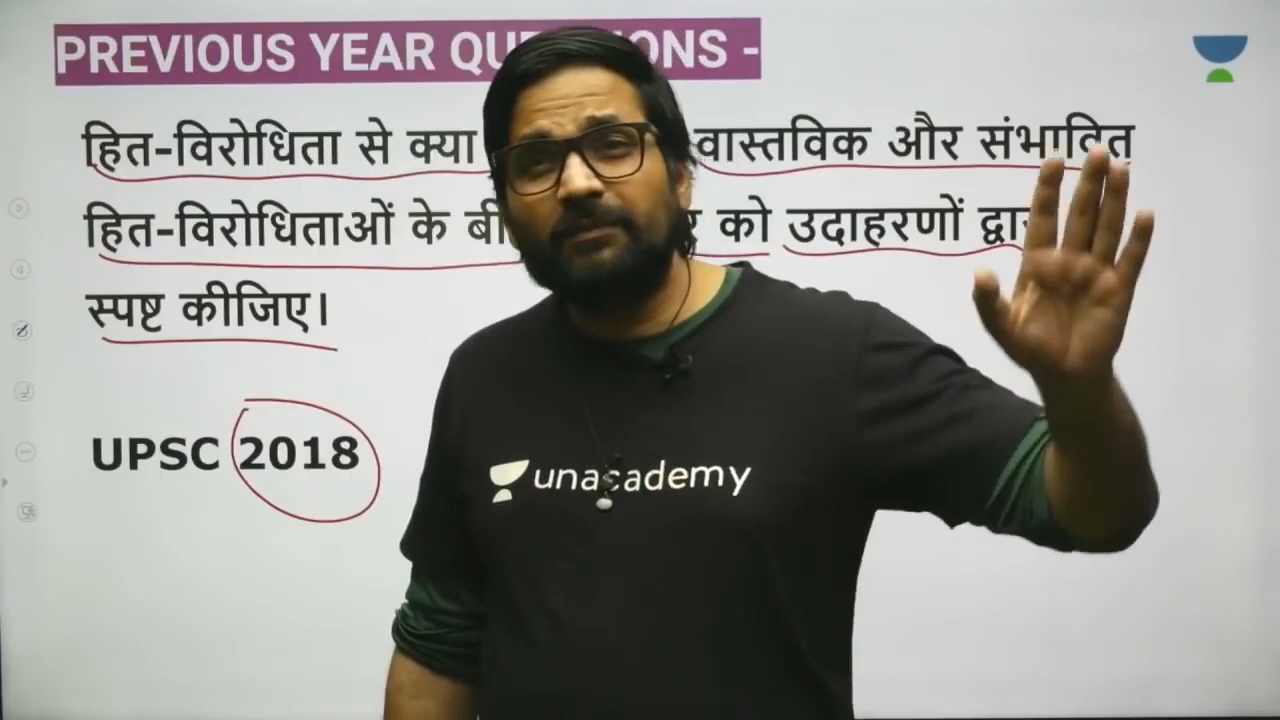 PREVIOUS YEAR QU ONS -
हित-विरोधिता से क्या वास्तविक और संभावित
हित-विरोधिताओं के को उदाहरणों
स्पष्ट कीजिए।
UPSC 2018
unacademy